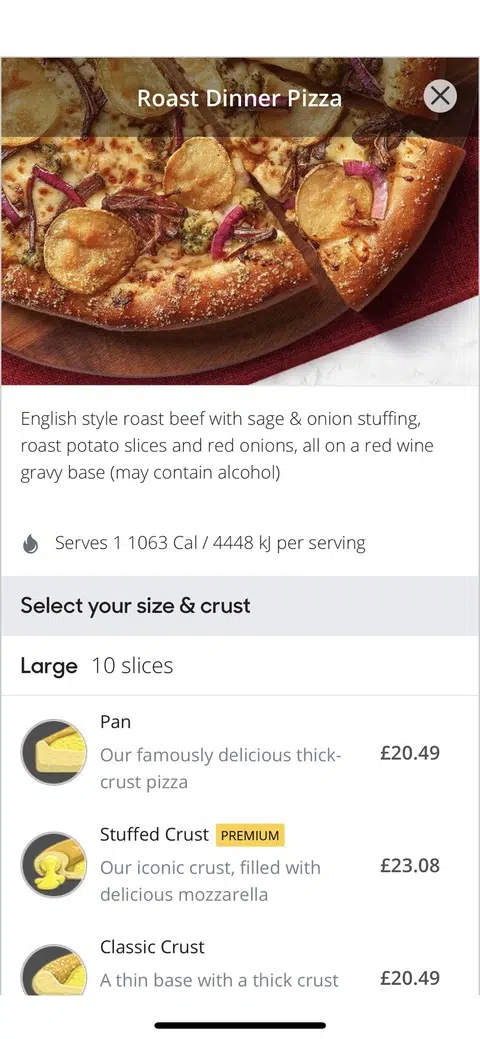 Roast Dinner Pizza
English style roast beef with sage & onion stuffing,
roast potato slices and red onions, all on a red wine
gravy base (may contain alcohol)
Serves 1 1063 Cal / 4448 kJ per serving
Select your size & crust
Large 10 slices
Pan
Our famously delicious thick-
crust pizza
£20.49
Stuffed Crust PREMIUM
Our iconic crust, filled with
delicious mozzarella
£23.08
Classic Crust
A thin base with a thick crust
£20.49